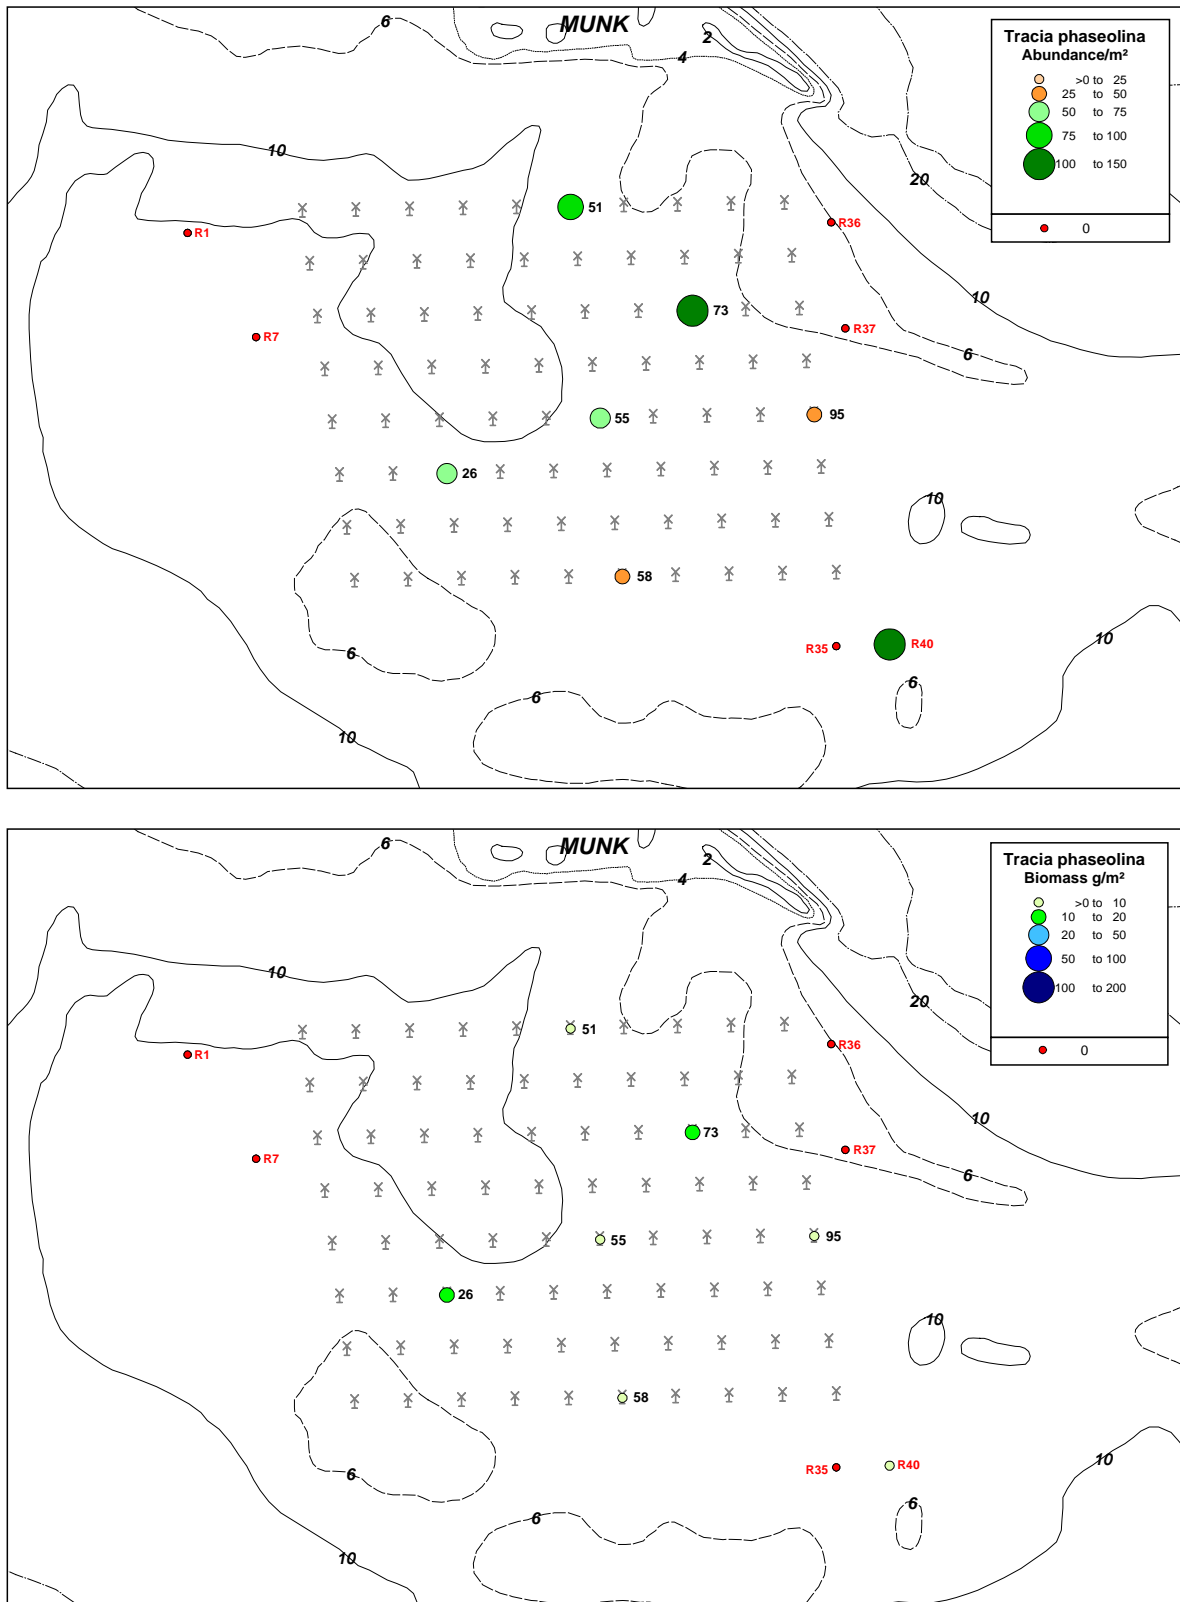 6
MUNK
2
4
Tracia phaseolina
Abundance/m²
>0 to 25
25 to 50
50 to 75
75 to 100
100 to 150
0
10
20
51
R1
R36
10
73
R7
R37
6
55
95
26
10
58
6
R35
R40
10
6
6
10
6
MUNK
2
4
Tracia phaseolina
Biomass g/m²
>0 to 10
10 to 20
20 to 50
50 to 100
100 to 200
0
10
20
51
R1
R36
10
73
R7
R37
6
55
95
26
10
58
6
R35
R40
10
6
6
10